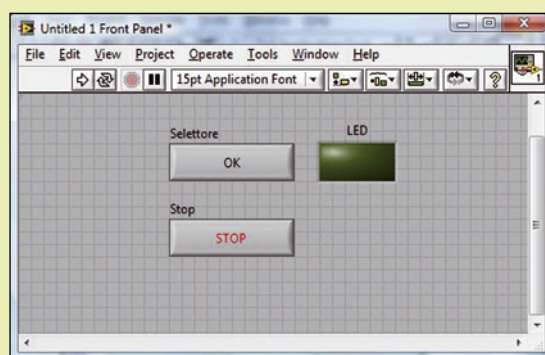 Untitled 1 Front Panel *
File Edit View Project Operate Tools Window Help
15pt Application Font
?
1
Selettore
LED
OK
Stop
STOP